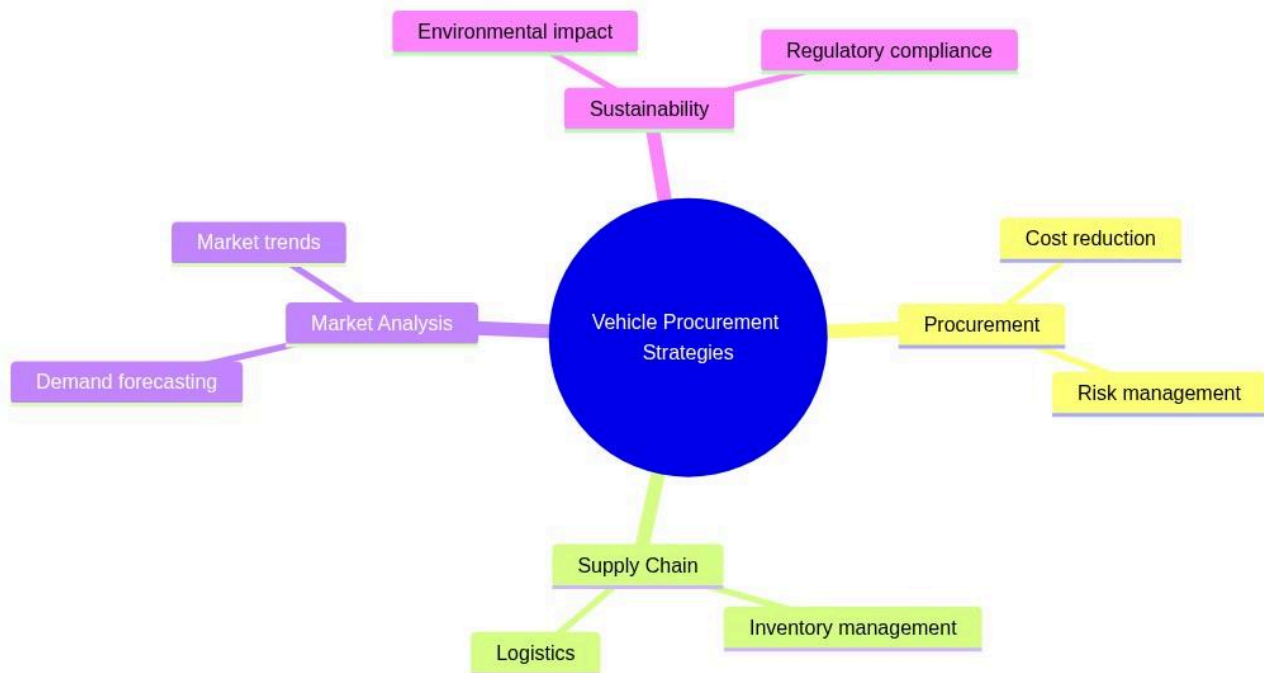 Environmental impact
Regulatory compliance
Sustainability
Market trends
Cost reduction
Market Analysis
Vehicle Procurement
Strategies
Procurement
Demand forecasting
Risk management
Supply Chain
Inventory management
Logistics